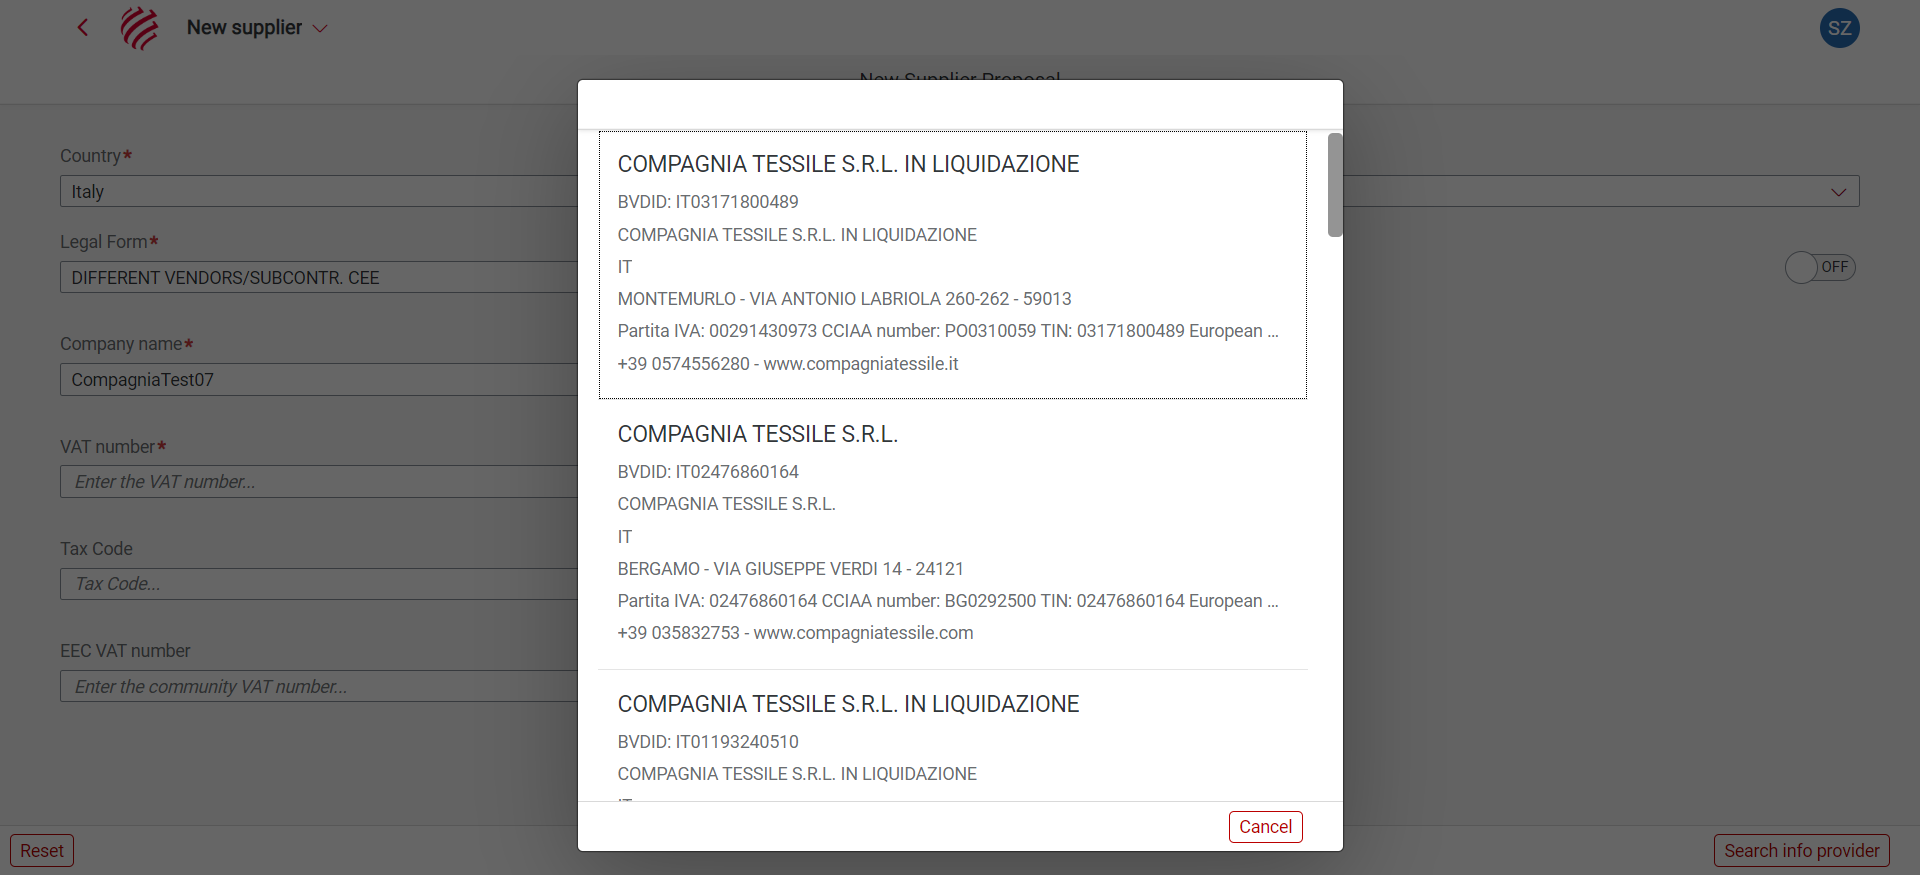 New supplier
SZ
New Supplier Proposal
Country*
Italy
Legal Form*
DIFFERENT VENDORS/SUBCONTR. CEE
OFF
Company name*
CompagniaTest07
VAT number*
Enter the VAT number...
Tax Code
Tax Code...
EEC VAT number
Enter the community VAT number...
COMPAGNIA TESSILE S.R.L. IN LIQUIDAZIONE
BVDID: IT03171800489
COMPAGNIA TESSILE S.R.L. IN LIQUIDAZIONE
IT
MONTEMURLO - VIA ANTONIO LABRIOLA 260-262 - 59013
Partita IVA: 00291430973 CCIAA number: PO0310059 TIN: 03171800489 European ...
+39 0574556280 - www.compagniatessile.it
COMPAGNIA TESSILE S.R.L.
BVDID: IT02476860164
COMPAGNIA TESSILE S.R.L.
IT
BERGAMO - VIA GIUSEPPE VERDI 14 - 24121
Partita IVA: 02476860164 CCIAA number: BG0292500 TIN: 02476860164 European ...
+39 035832753 - www.compagniatessile.com
COMPAGNIA TESSILE S.R.L. IN LIQUIDAZIONE
BVDID: IT01193240510
COMPAGNIA TESSILE S.R.L. IN LIQUIDAZIONE
Cancel
Reset
Search info provider